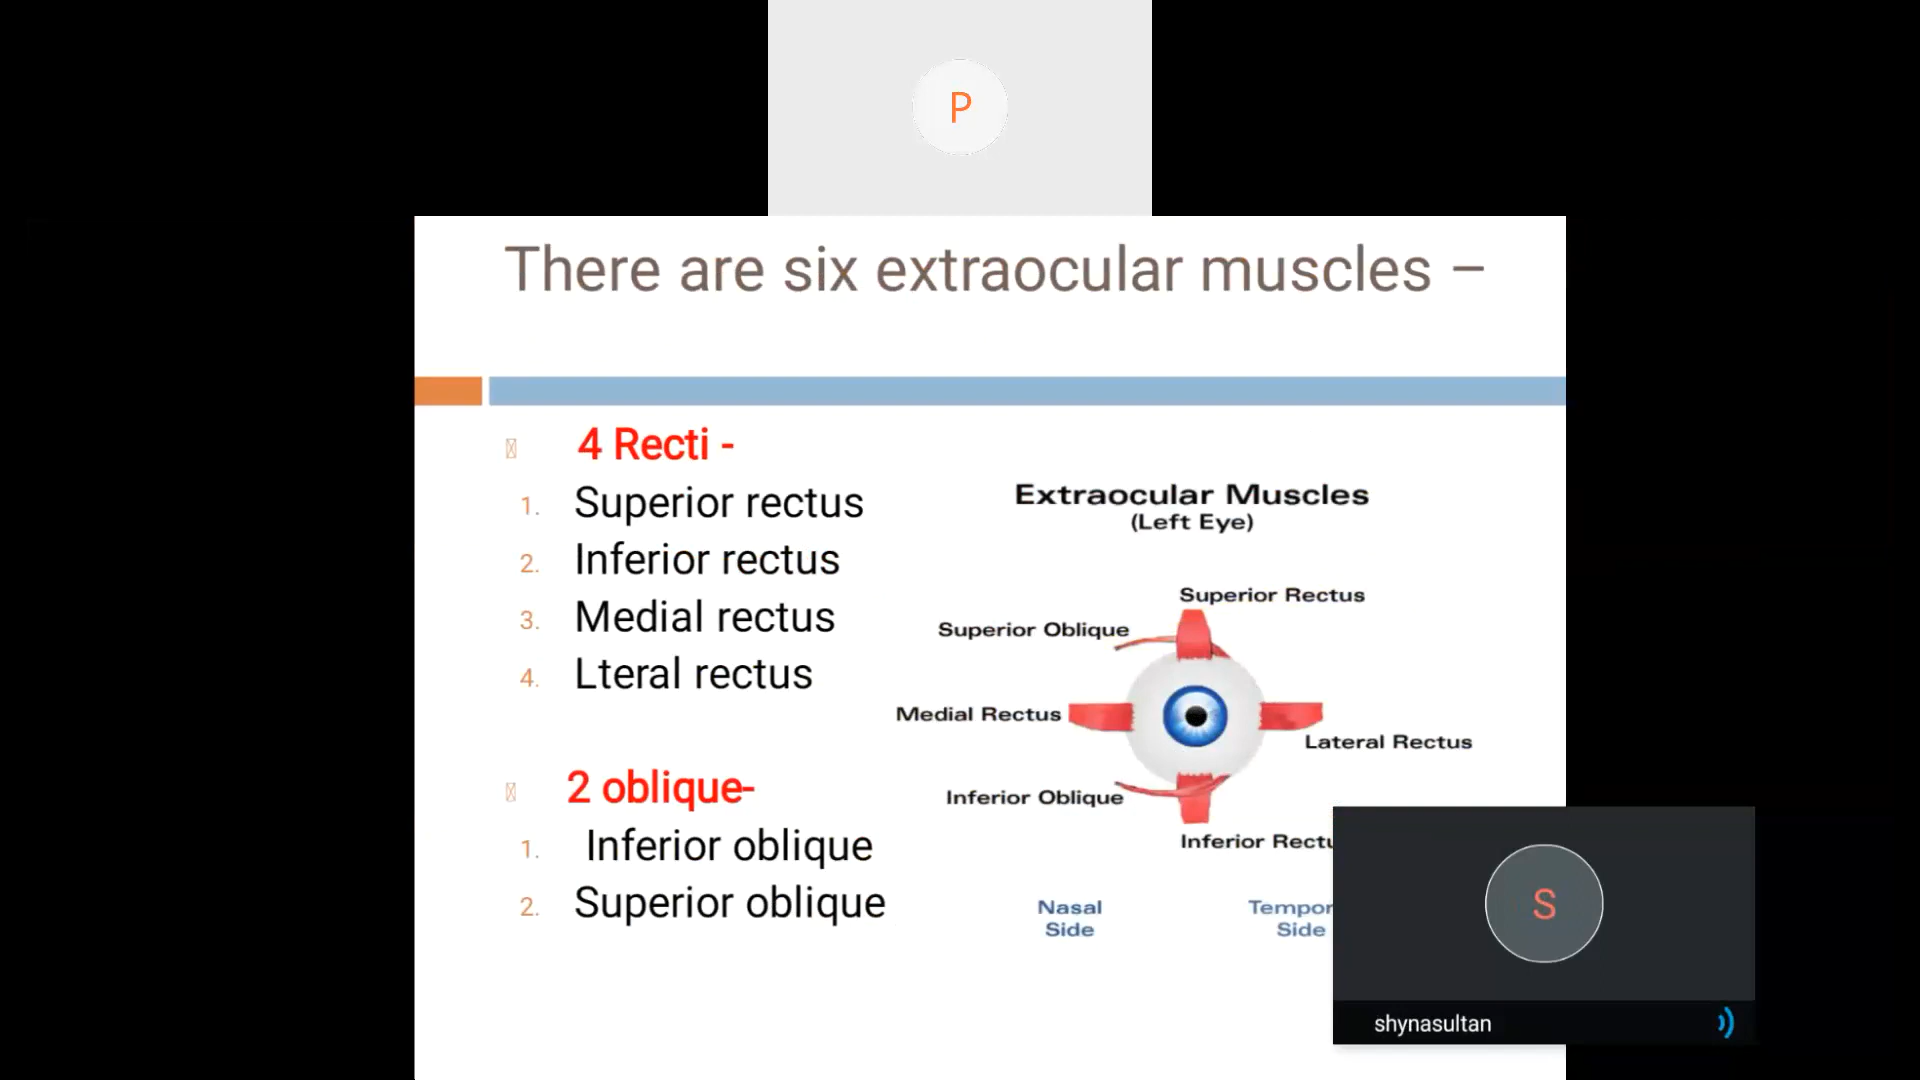 P
There are six extraocular muscles –
4 Recti -
1. Superior rectus
2. Inferior rectus
3. Medial rectus
4. Lteral rectus
2 oblique-
1. Inferior oblique
2. Superior oblique
Extraocular Muscles
(Left Eye)
Superior Rectus
Superior Oblique
Medial Rectus
Lateral Rectus
Inferior Oblique
Inferior Rectu
Nasal
Side
Tempor
Side
S
shynasultan